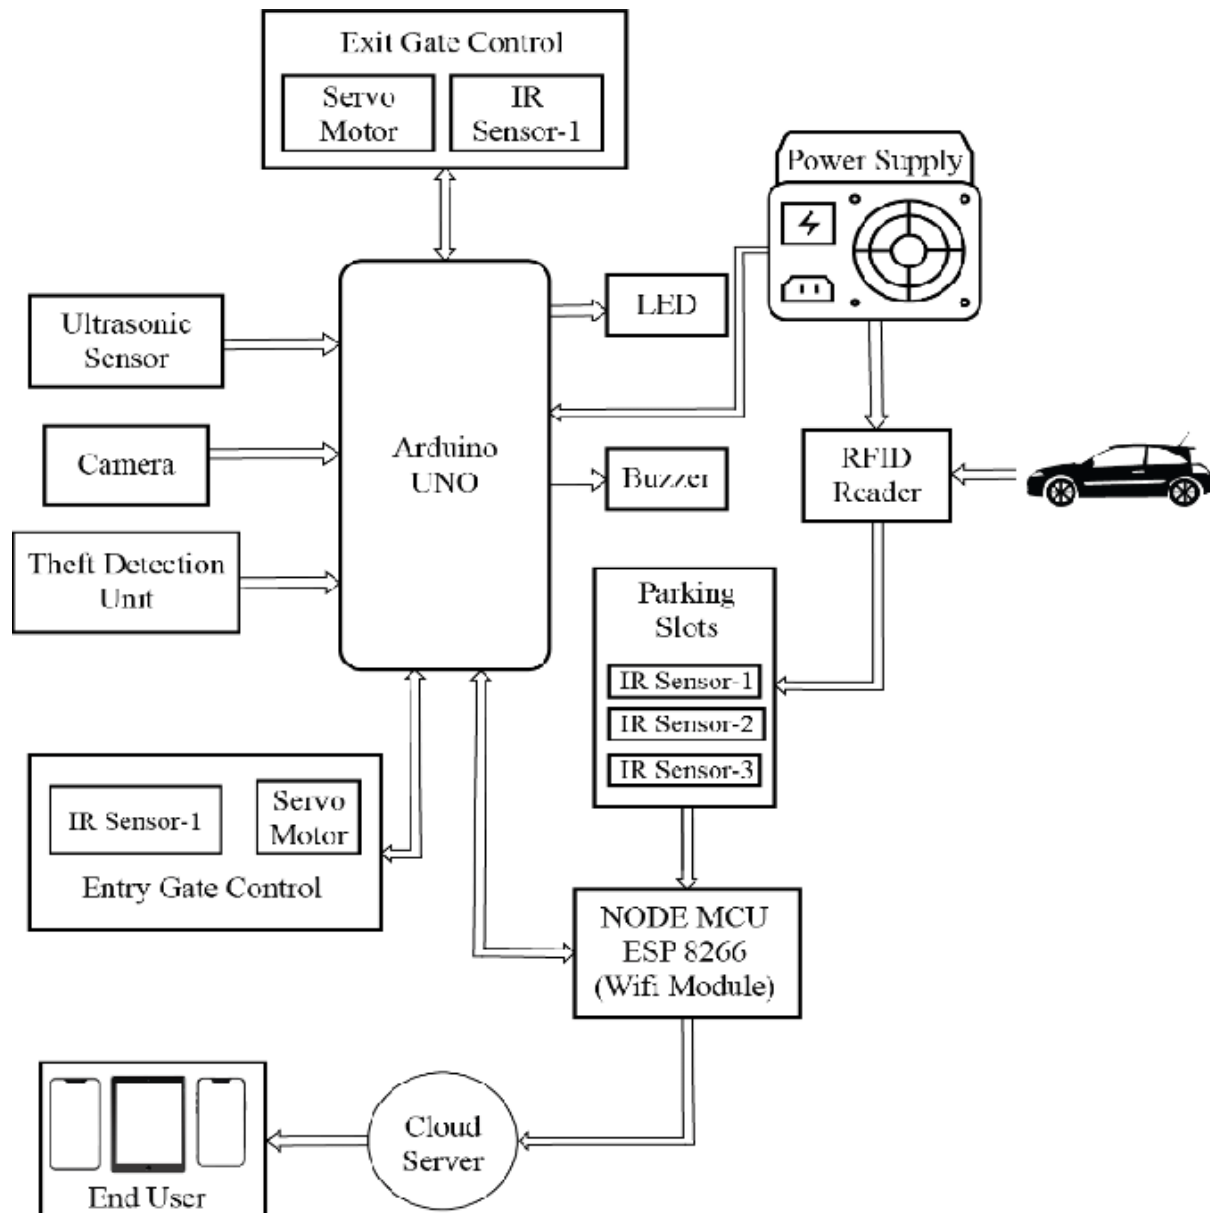 Exit Gate Control
Servo
Motor
IR
Sensor-1
Power Supply
Ultrasonic
Sensor
LED
Camera
Arduino
UNO
Buzzer
RFID
Reader
Theft Detection
Unit
Parking
Slots
IR Sensor-1
IR Sensor-2
IR Sensor-3
IR Sensor-1
Servo
Motor
Entry Gate Control
NODE MCU
ESP 8266
(Wifi Module)
Cloud
Server
End User